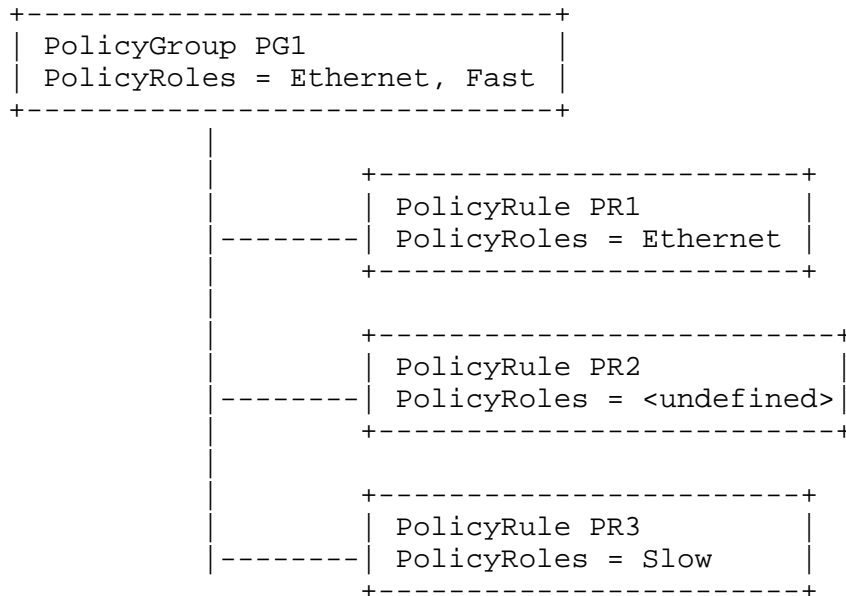 PolicyGroup PG1
PolicyRoles = Ethernet, Fast
PolicyRule PR1
PolicyRoles = Ethernet
PolicyRule PR2
PolicyRoles = <undefined>
PolicyRule PR3
PolicyRoles = Slow